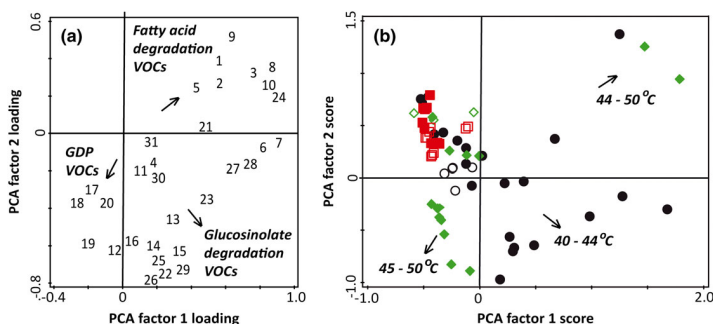 (a)
Fatty acid
degradation
VOCs
9
1
3
8
5
2
10
24
21
31
6
7
GDP
VOCs
4
11
30
27
28
17
18
20
23
13
19
12
16
14
15
Glucosinolate
degradation
VOCs
25
22
29
26
0.6
0
-0.8
-0.4
0
1.0
PCA factor 2 loading
PCA factor 1 loading
(b)
44 - 50 °C
40 - 44°C
45 - 50°C
1.5
0
-1.0
-1.0
0
2.0
PCA factor 2 score
PCA factor 1 score